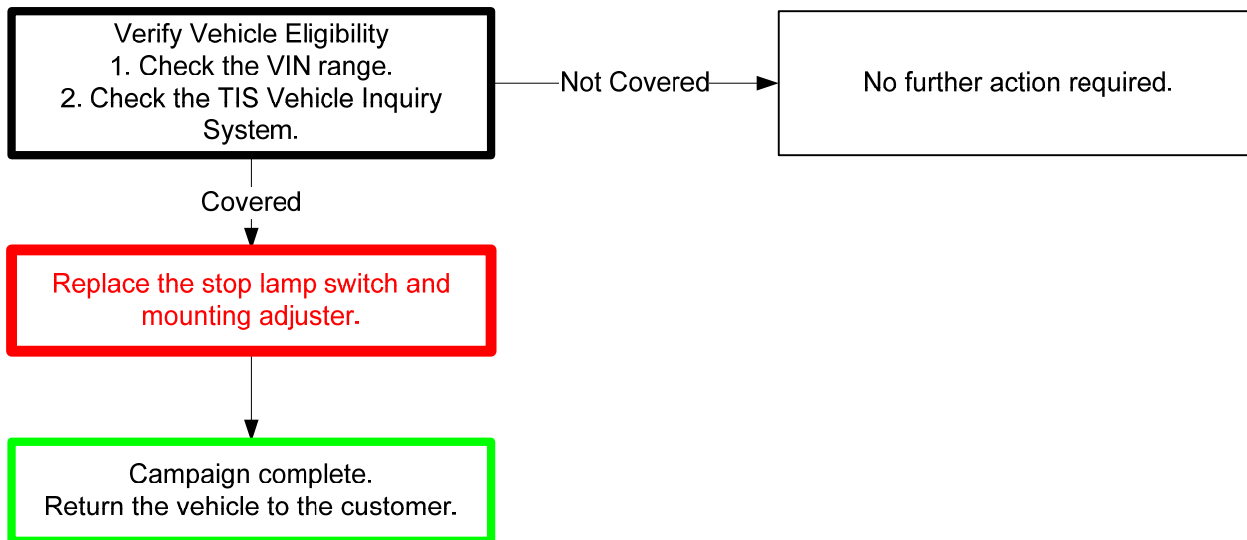 Verify Vehicle Eligibility
1. Check the VIN range.
2. Check the TIS Vehicle Inquiry
System.
Not Covered
No further action required.
Covered
Replace the stop lamp switch and
mounting adjuster.
Campaign complete.
Return the vehicle to the customer.